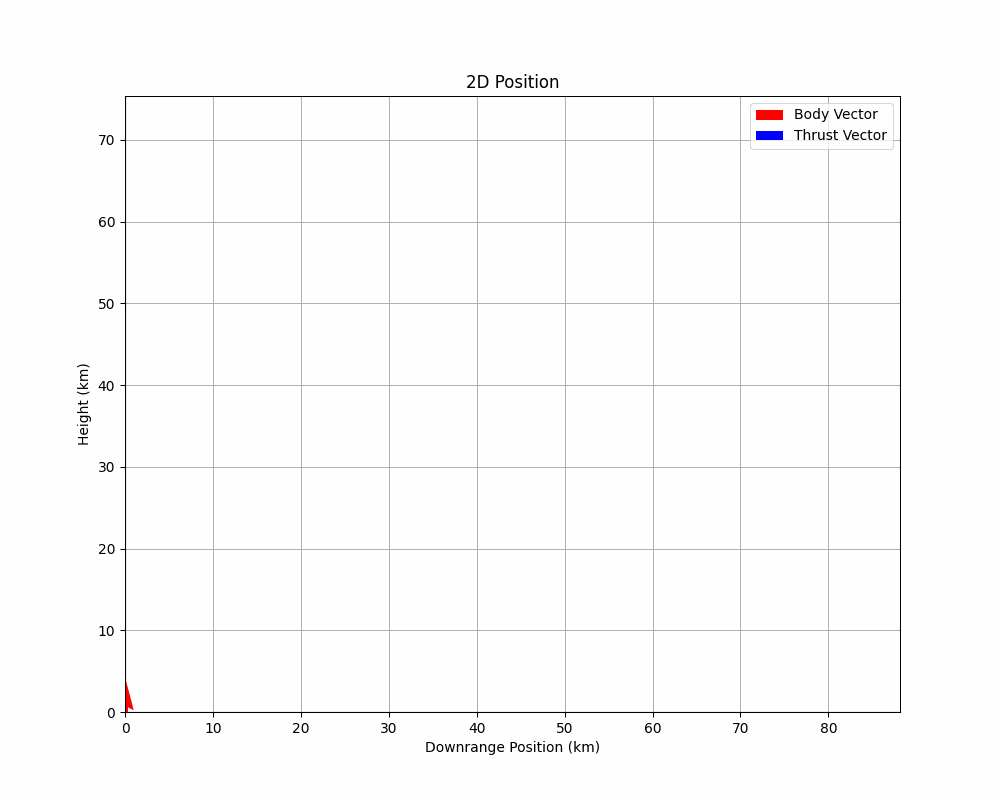 2D Position
Body Vector
Thrust Vector
Height (km)
70
60
50
40
30
20
10
0
0 10 20 30 40 50 60 70 80
Downrange Position (km)